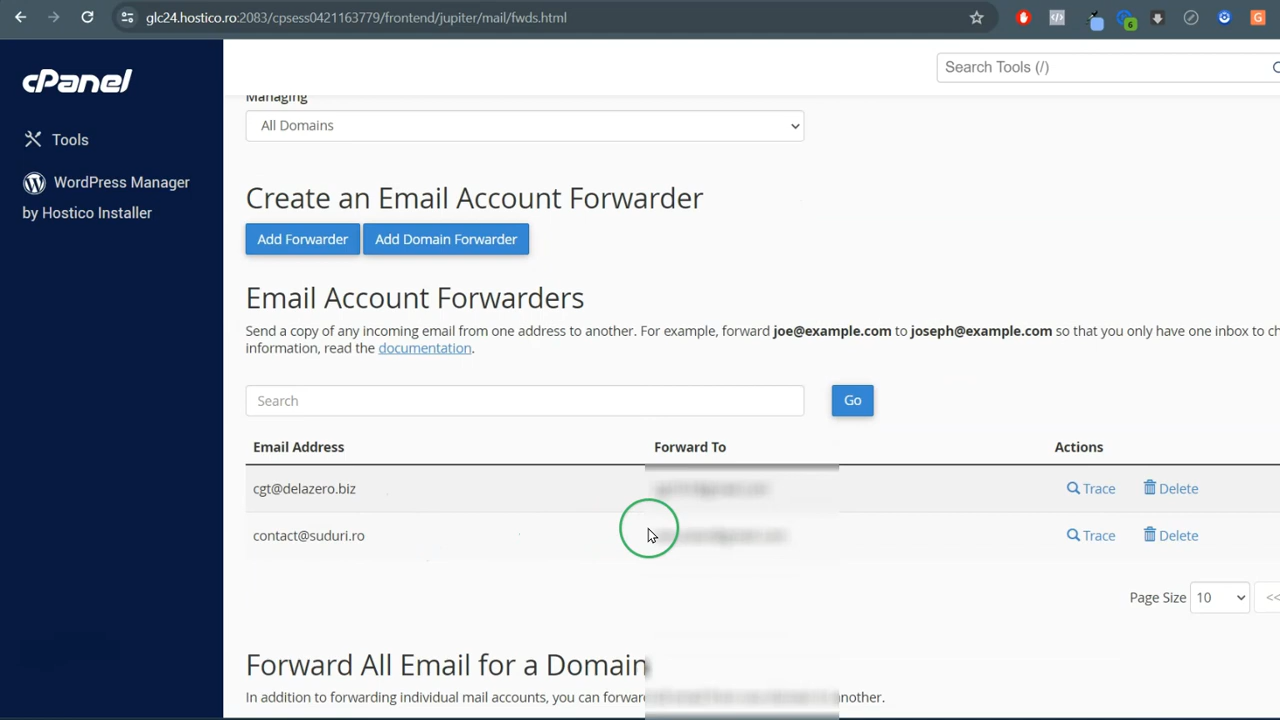 glc24.hostico.ro:2083/cpsess0421163779/frontend/jupiter/mail/fwds.html
6
G
cPanel
Search Tools (/)
Managing
Tools
All Domains
WordPress Manager
by Hostico Installer
Create an Email Account Forwarder
Add Forwarder Add Domain Forwarder
Email Account Forwarders
Send a copy of any incoming email from one address to another. For example, forward joe@example.com to joseph@example.com so that you only have one inbox to
information, read the documentation.
Search Go
Email Address Forward To Actions
cgt@delazero.biz Trace Delete
contact@suduri.ro Trace Delete
Page Size 10 <<
Forward All Email for a Domain
In addition to forwarding individual mail accounts, you can forward another.